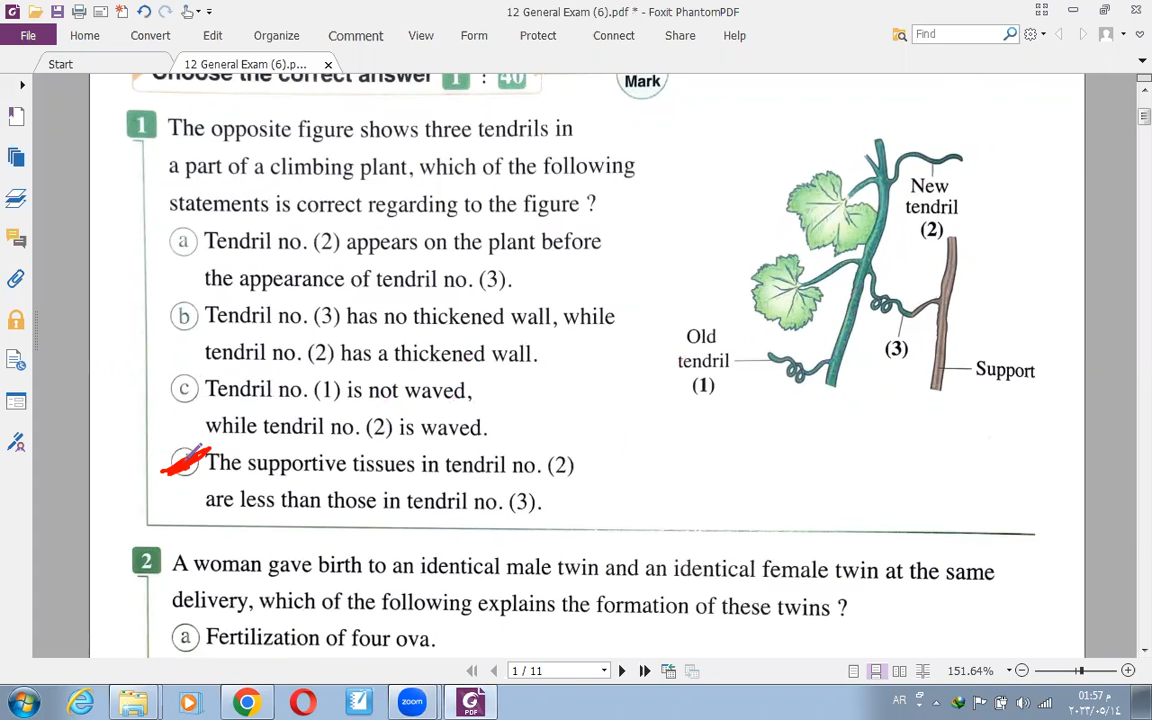 12 General Exam (6).pdf * - Foxit PhantomPDF
File Home Convert Edit Organize Comment View Form Protect Connect Share Help
Find
Start
12 General Exam (6).p...
Choose the correct answer 1 : 40
Mark
1 The opposite figure shows three tendrils in
a part of a climbing plant, which of the following
statements is correct regarding to the figure ?
a Tendril no. (2) appears on the plant before
the appearance of tendril no. (3).
b Tendril no. (3) has no thickened wall, while
tendril no. (2) has a thickened wall.
c Tendril no. (1) is not waved,
while tendril no. (2) is waved.
The supportive tissues in tendril no. (2)
are less than those in tendril no. (3).
New
tendril
(2)
Old
tendril
(1)
(3)
Support
2 A woman gave birth to an identical male twin and an identical female twin at the same
delivery, which of the following explains the formation of these twins ?
a Fertilization of four ova.
1 / 11
151.64%
zoom
PDF
AR
01:57 م
٢٠٢٣/٠٥/١٤